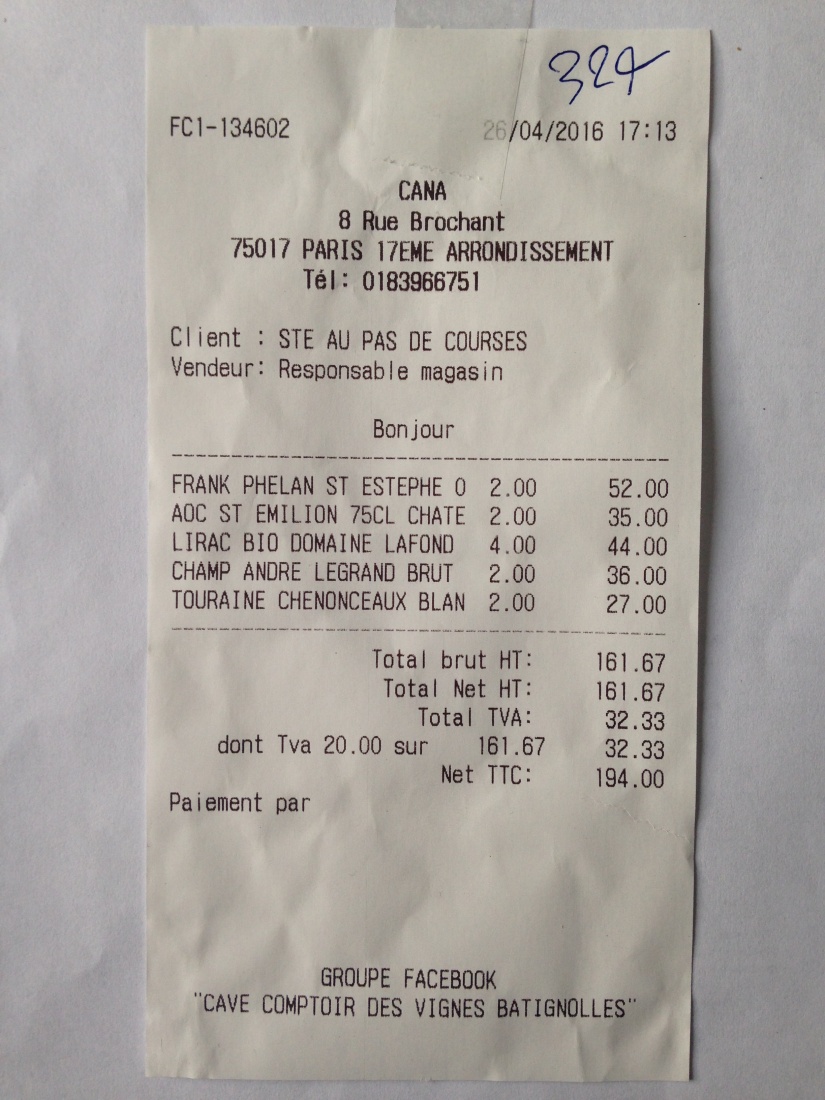 324
FC1-134602 26/04/2016 17:13
CANA
8 Rue Brochant
75017 PARIS 17EME ARRONDISSEMENT
Tél: 0183966751
Client : STE AU PAS DE COURSES
Vendeur: Responsable magasin
Bonjour
FRANK PHELAN ST ESTEPHE O 2.00 52.00
AOC ST EMILION 75CL CHATE 2.00 35.00
LIRAC BIO DOMAINE LAFOND 4.00 44.00
CHAMP ANDRE LEGRAND BRUT 2.00 36.00
TOURAINE CHENONCEAUX BLAN 2.00 27.00
Total brut HT: 161.67
Total Net HT: 161.67
Total TVA: 32.33
dont Tva 20.00 sur 161.67 32.33
Net TTC: 194.00
Paiement par
GROUPE FACEBOOK
"CAVE COMPTOIR DES VIGNES BATIGNOLLES"